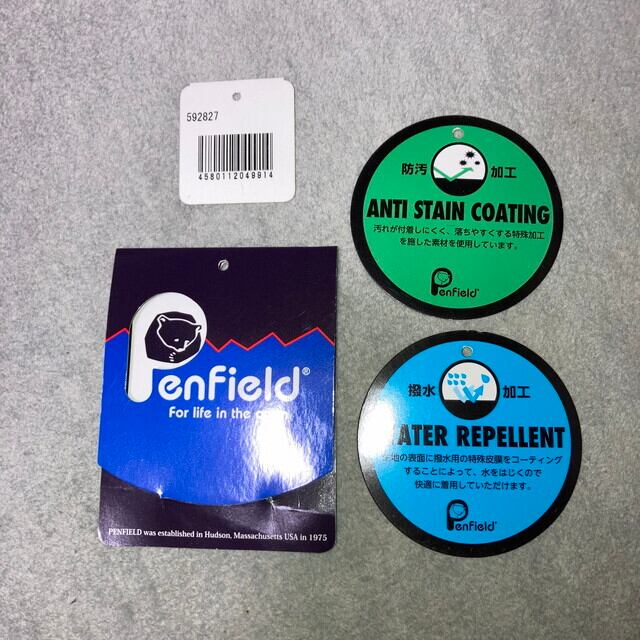 592827
4580112049914
防汚 加工
ANTI STAIN COATING
汚れが付着しにくく、落ちやすくする特殊加工
を施した素材を使用しています。
Penfield
Penfield®
For life in the
PENFIELD was established in Hudson, Massachusetts USA in 1975
撥水 加工
WATER REPELLENT
生地の表面に撥水用の特殊皮膜をコーティング
することによって、水をはじくので
快適に着用していただけます。
Penfield